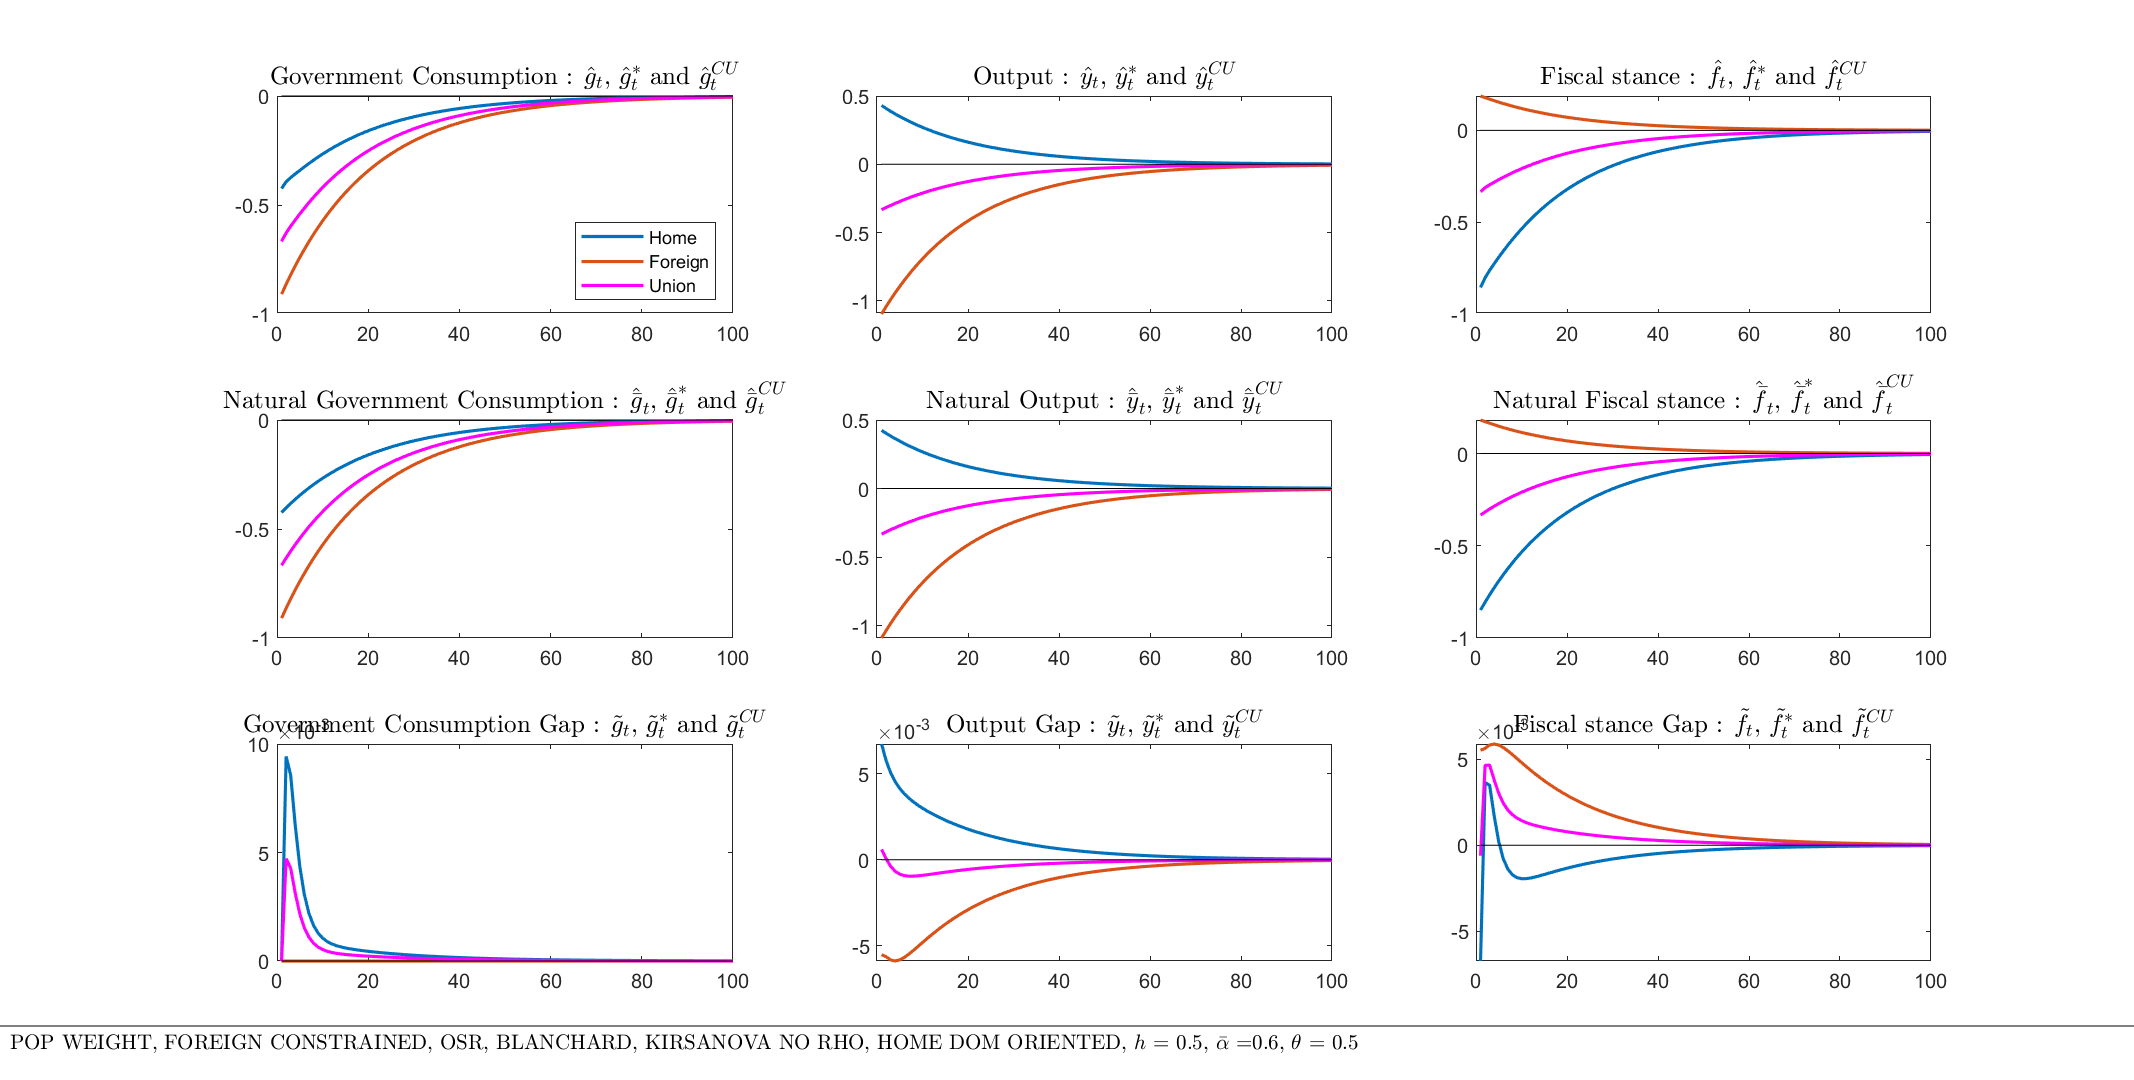 Government Consumption : ĝₜ, ĝₜ* and ĝₜᶜᵁ
Output : ŷₜ, ŷₜ* and ŷₜᶜᵁ
Fiscal stance : f̂ₜ, f̂ₜ* and f̂ₜᶜᵁ
0
-0.5
-1
0 20 40 60 80 100
Home
Foreign
Union
0.5
0
-0.5
-1
0 20 40 60 80 100
0
-0.5
-1
0 20 40 60 80 100
Natural Government Consumption : ḡ̂ₜ, ḡ̂ₜ* and ḡ̂ₜᶜᵁ
Natural Output : ȳ̂ₜ, ȳ̂ₜ* and ȳ̂ₜᶜᵁ
Natural Fiscal stance : f̄̂ₜ, f̄̂ₜ* and f̄̂ₜᶜᵁ
0
-0.5
-1
0 20 40 60 80 100
0.5
0
-0.5
-1
0 20 40 60 80 100
0
-0.5
-1
0 20 40 60 80 100
Government Consumption Gap : g̃ₜ, g̃ₜ* and g̃ₜᶜᵁ
Output Gap : ỹₜ, ỹₜ* and ỹₜᶜᵁ
Fiscal stance Gap : f̃ₜ, f̃ₜ* and f̃ₜᶜᵁ
×10⁻³
10
5
0
0 20 40 60 80 100
×10⁻³
5
0
-5
0 20 40 60 80 100
×10⁻³
5
0
-5
0 20 40 60 80 100
POP WEIGHT, FOREIGN CONSTRAINED, OSR, BLANCHARD, KIRSANOVA NO RHO, HOME DOM ORIENTED, h = 0.5, ᾱ =0.6, θ = 0.5